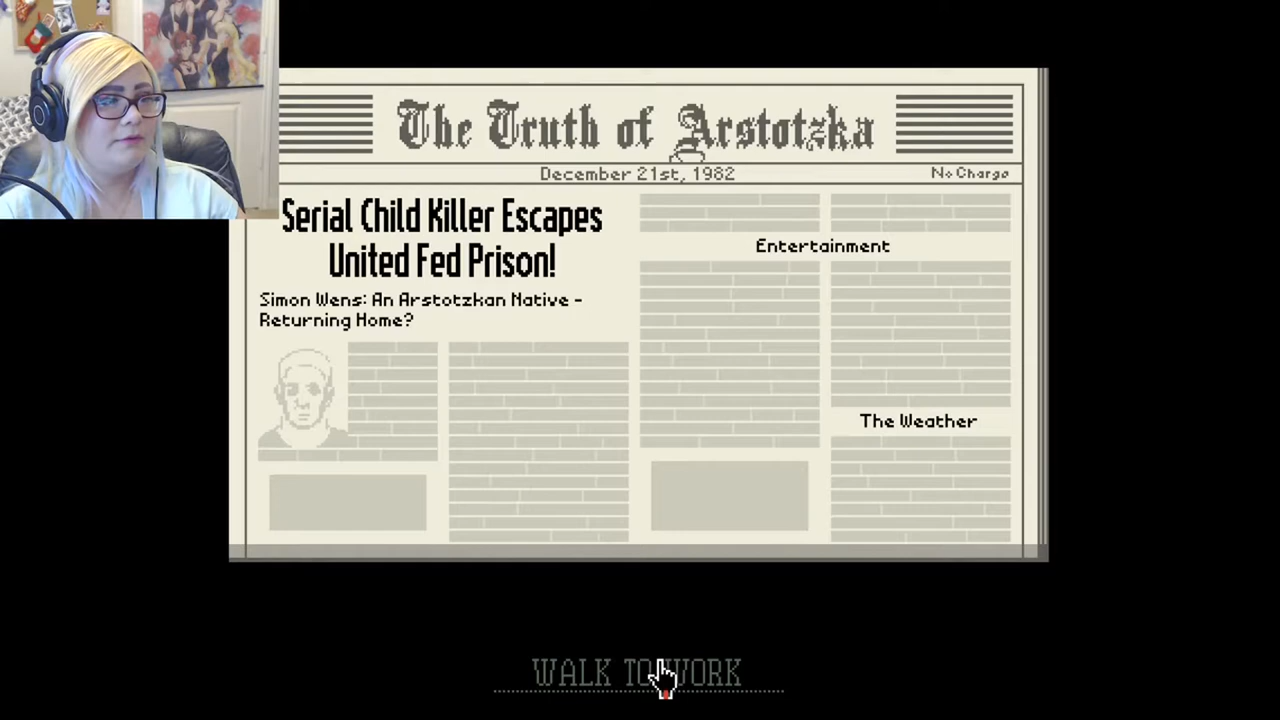 The Truth of Arstotzka
December 21st, 1982
No Charge
Serial Child Killer Escapes
United Fed Prison!
Simon Wens: An Arstotzkan Native -
Returning Home?
Entertainment
The Weather
WALK TO WORK